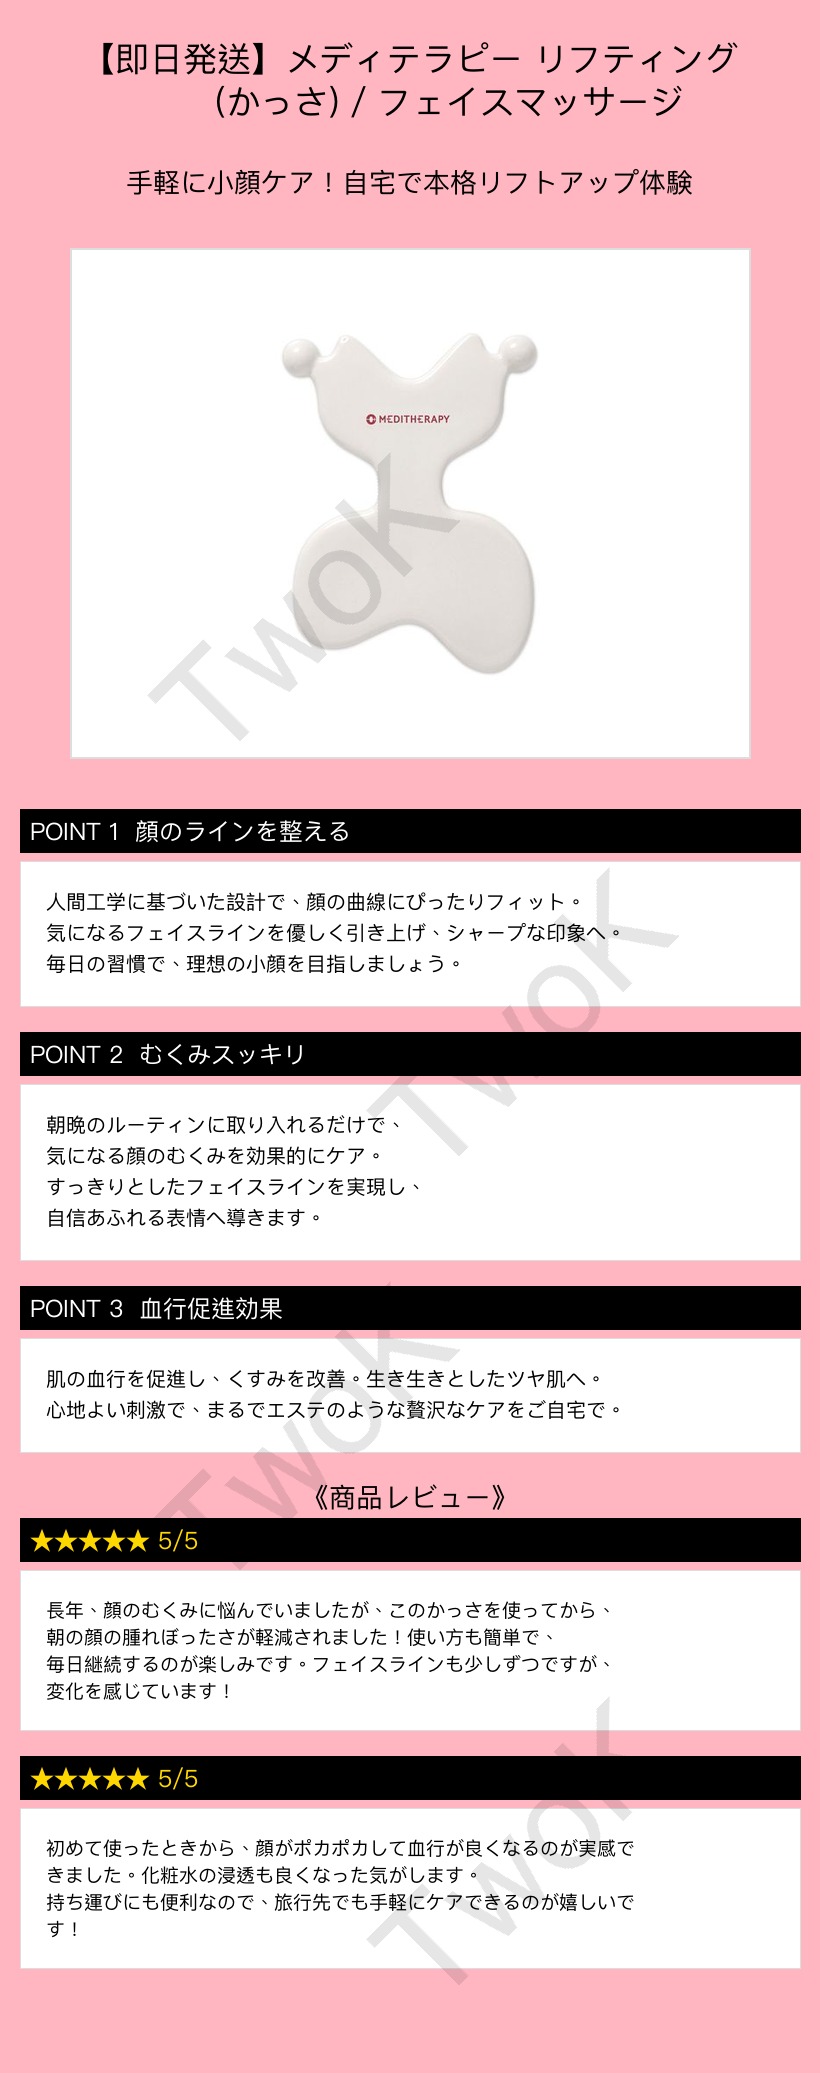 【即日発送】メディテラピー リフティング
(かっさ) / フェイスマッサージ
手軽に小顔ケア！自宅で本格リフトアップ体験
MEDITHERAPY
TwoK
POINT 1 顔のラインを整える
人間工学に基づいた設計で、顔の曲線にぴったりフィット。
気になるフェイスラインを優しく引き上げ、シャープな印象へ。
毎日の習慣で、理想の小顔を目指しましょう。
TwoK
POINT 2 むくみスッキリ
朝晩のルーティンに取り入れるだけで、
気になる顔のむくみを効果的にケア。
すっきりとしたフェイスラインを実現し、
自信あふれる表情へ導きます。
POINT 3 血行促進効果
肌の血行を促進し、くすみを改善。生き生きとしたツヤ肌へ。
心地よい刺激で、まるでエステのような贅沢なケアをご自宅で。
TwoK
《商品レビュー》
★★★★★ 5/5
長年、顔のむくみに悩んでいましたが、このかっさを使ってから、
朝の顔の腫れぼったさが軽減されました！使い方も簡単で、
毎日継続するのが楽しみです。フェイスラインも少しずつですが、
変化を感じています！
★★★★★ 5/5
初めて使ったときから、顔がポカポカして血行が良くなるのが実感で
きました。化粧水の浸透も良くなった気がします。
持ち運びにも便利なので、旅行先でも手軽にケアできるのが嬉しいで
す！
TwoK